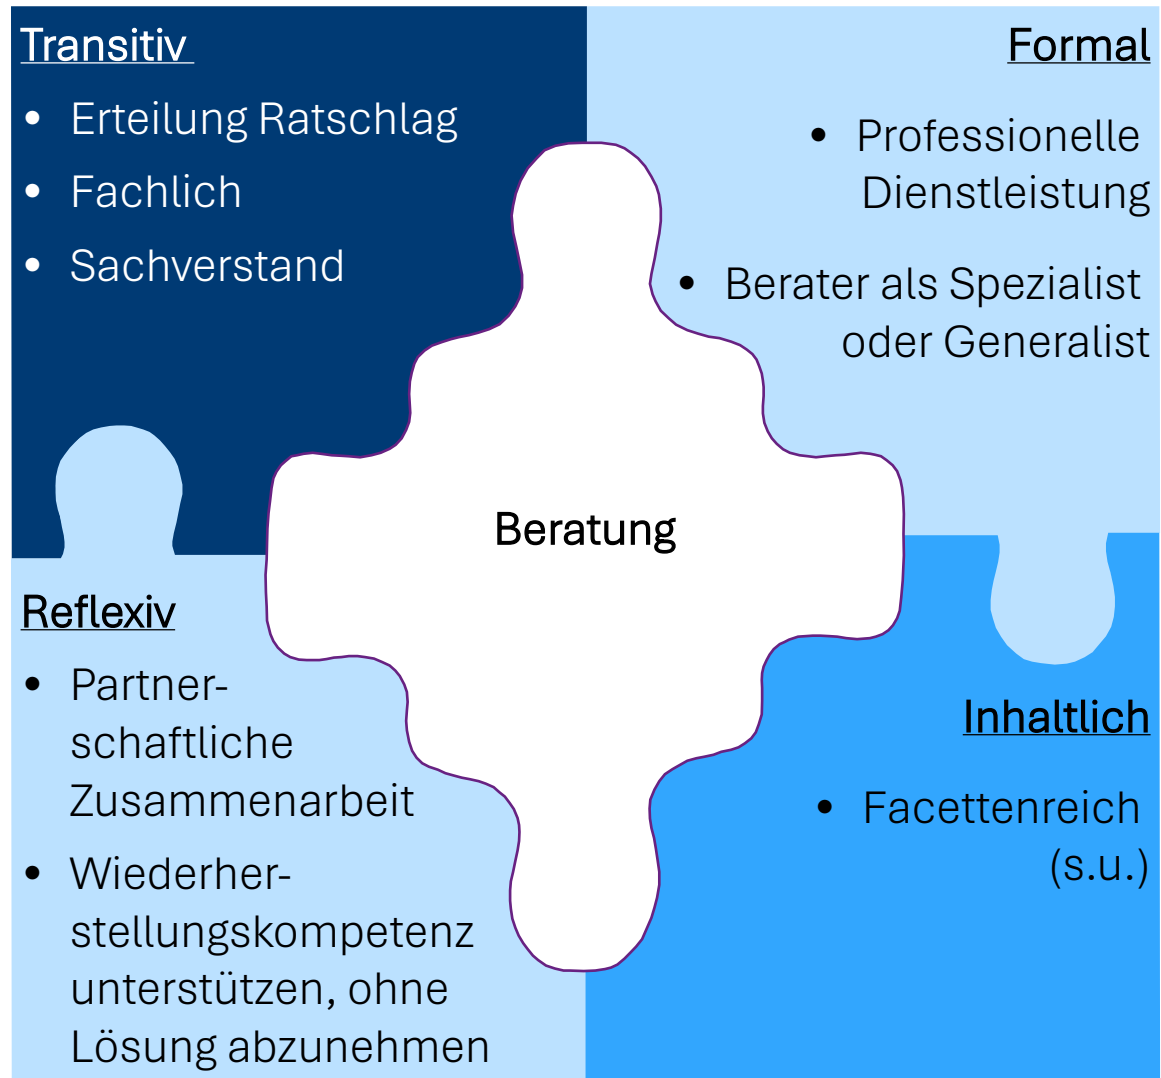 Transitiv
• Erteilung Ratschlag
• Fachlich
• Sachverstand
Formal
• Professionelle
Dienstleistung
• Berater als Spezialist
oder Generalist
Beratung
Reflexiv
• Partner-
schaftliche
Zusammenarbeit
• Wiederher-
stellungskompetenz
unterstützen, ohne
Lösung abzunehmen
Inhaltlich
• Facettenreich
(s.u.)